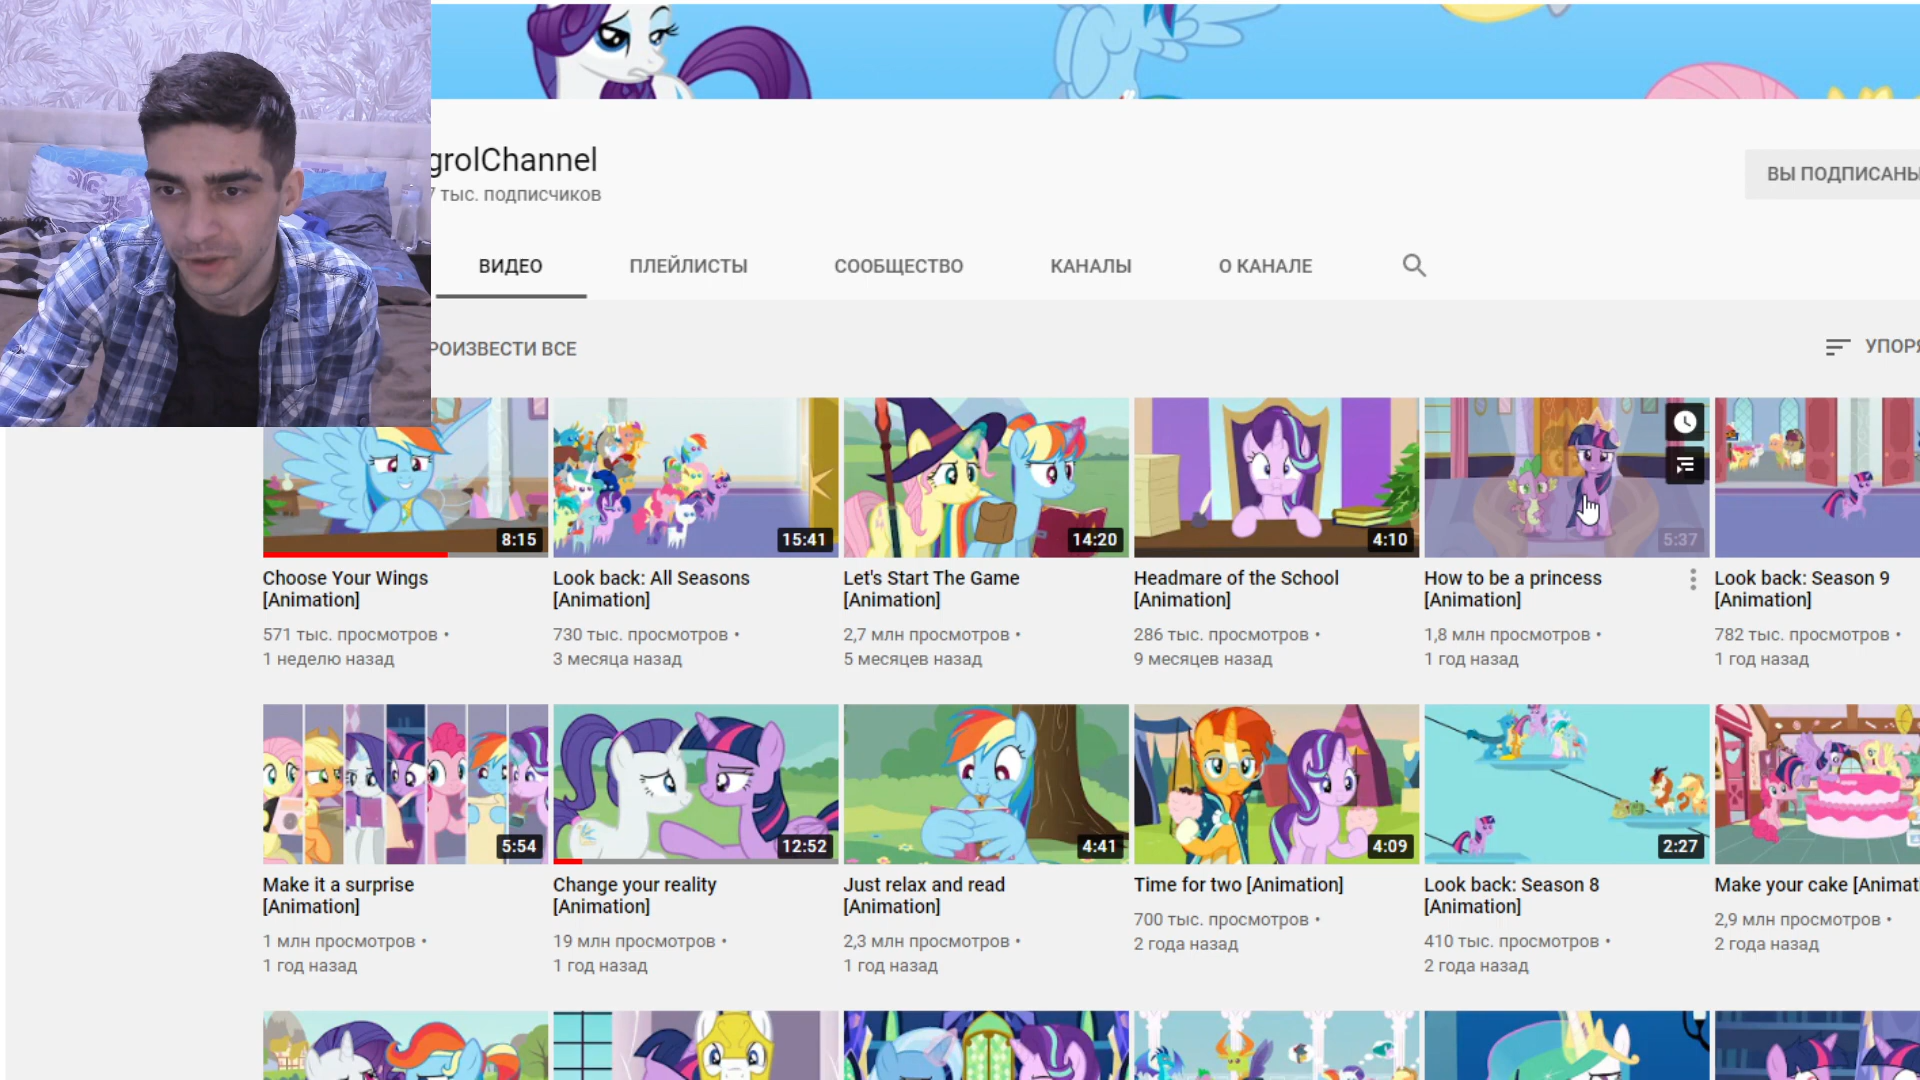 grolChannel
7 тыс. подписчиков
ВЫ ПОДПИСАНЫ
ВИДЕО
ПЛЕЙЛИСТЫ
СООБЩЕСТВО
КАНАЛЫ
О КАНАЛЕ
РОИЗВЕСТИ ВСЕ
УПОРЯ
8:15
15:41
14:20
4:10
5:37
Choose Your Wings
[Animation]
571 тыс. просмотров •
1 неделю назад
Look back: All Seasons
[Animation]
730 тыс. просмотров •
3 месяца назад
Let's Start The Game
[Animation]
2,7 млн просмотров •
5 месяцев назад
Headmare of the School
[Animation]
286 тыс. просмотров •
9 месяцев назад
How to be a princess
[Animation]
1,8 млн просмотров •
1 год назад
Look back: Season 9
[Animation]
782 тыс. просмотров •
1 год назад
5:54
12:52
4:41
4:09
2:27
Make it a surprise
[Animation]
1 млн просмотров •
1 год назад
Change your reality
[Animation]
19 млн просмотров •
1 год назад
Just relax and read
[Animation]
2,3 млн просмотров •
1 год назад
Time for two [Animation]
700 тыс. просмотров •
2 года назад
Look back: Season 8
[Animation]
410 тыс. просмотров •
2 года назад
Make your cake [Animat
2,9 млн просмотров •
2 года назад